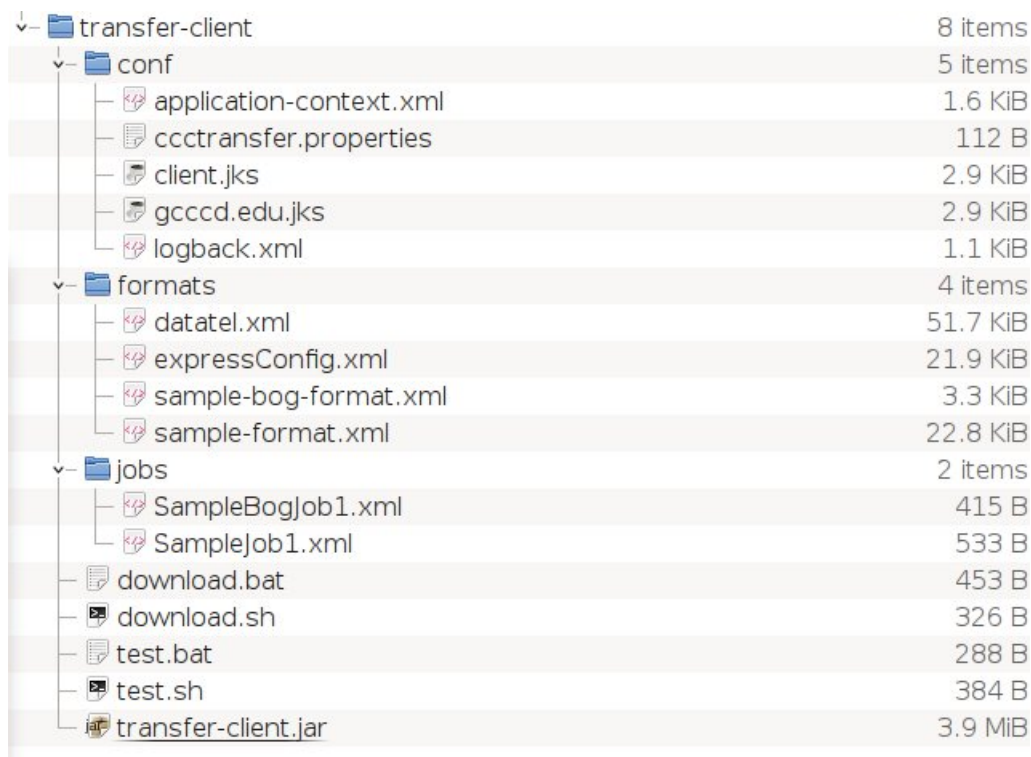 transfer-client 8 items
conf 5 items
application-context.xml 1.6 KiB
ccctransfer.properties 112 B
client.jks 2.9 KiB
gcccd.edu.jks 2.9 KiB
logback.xml 1.1 KiB
formats 4 items
datatel.xml 51.7 KiB
expressConfig.xml 21.9 KiB
sample-bog-format.xml 3.3 KiB
sample-format.xml 22.8 KiB
jobs 2 items
SampleBogJob1.xml 415 B
SampleJob1.xml 533 B
download.bat 453 B
download.sh 326 B
test.bat 288 B
test.sh 384 B
transfer-client.jar 3.9 MiB